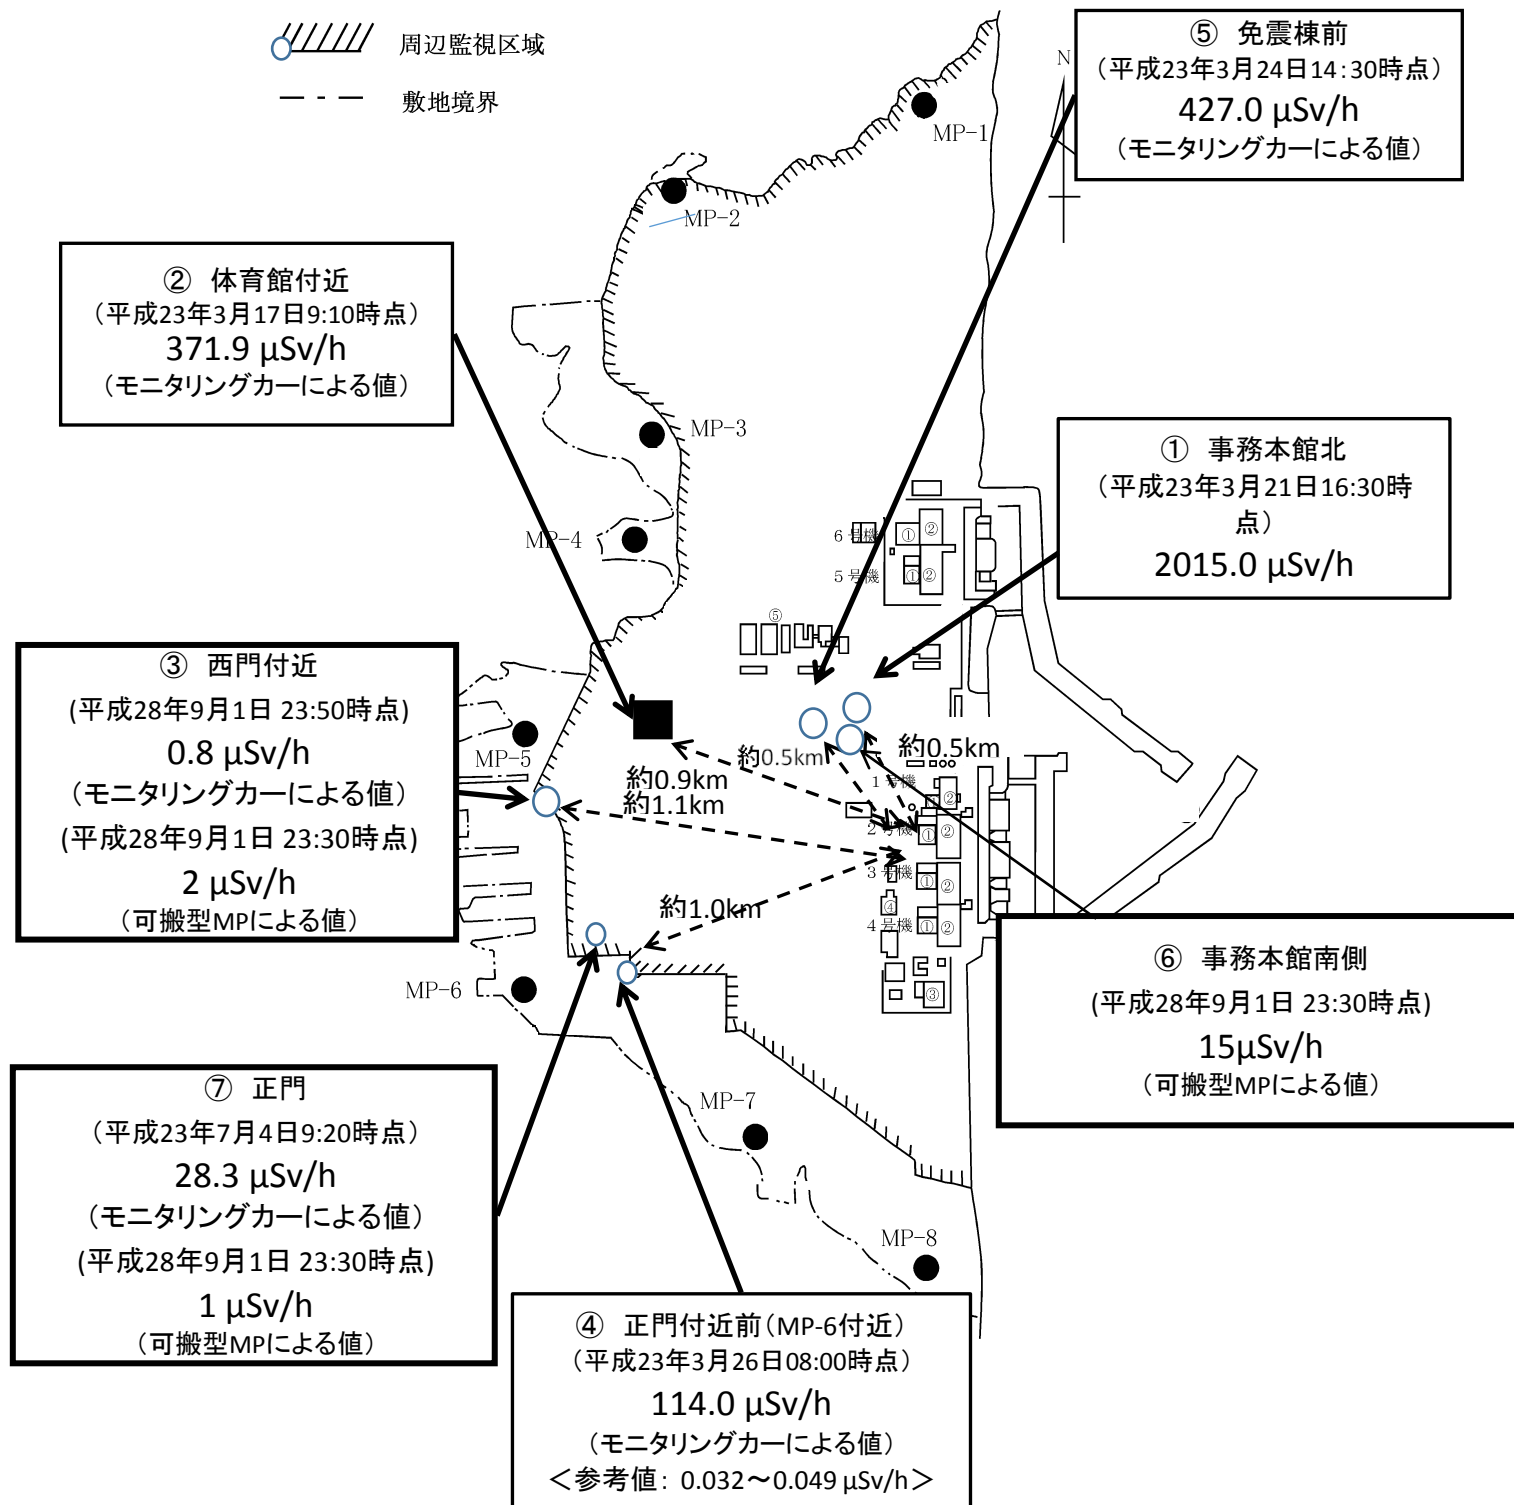 周辺監視区域
敷地境界
⑤ 免震棟前
(平成23年3月24日14:30時点)
427.0 μSv/h
(モニタリングカーによる値)
N
MP-1
MP-2
② 体育館付近
(平成23年3月17日9:10時点)
371.9 μSv/h
(モニタリングカーによる値)
MP-3
① 事務本館北
(平成23年3月21日16:30時
点)
2015.0 μSv/h
MP-4
6号機
①
②
5号機
①
②
⑤
③ 西門付近
(平成28年9月1日 23:50時点)
0.8 μSv/h
(モニタリングカーによる値)
(平成28年9月1日 23:30時点)
2 μSv/h
(可搬型MPによる値)
MP-5
約0.5km
約0.5km
約0.9km
約1.1km
1号機
①
②
2号機
①
②
3号機
①
②
④
4号機
①
②
③
約1.0km
MP-6
⑥ 事務本館南側
(平成28年9月1日 23:30時点)
15μSv/h
(可搬型MPによる値)
⑦ 正門
(平成23年7月4日9:20時点)
28.3 μSv/h
(モニタリングカーによる値)
(平成28年9月1日 23:30時点)
1 μSv/h
(可搬型MPによる値)
MP-7
MP-8
④ 正門付近前(MP-6付近)
(平成23年3月26日08:00時点)
114.0 μSv/h
(モニタリングカーによる値)
<参考値: 0.032～0.049 μSv/h>